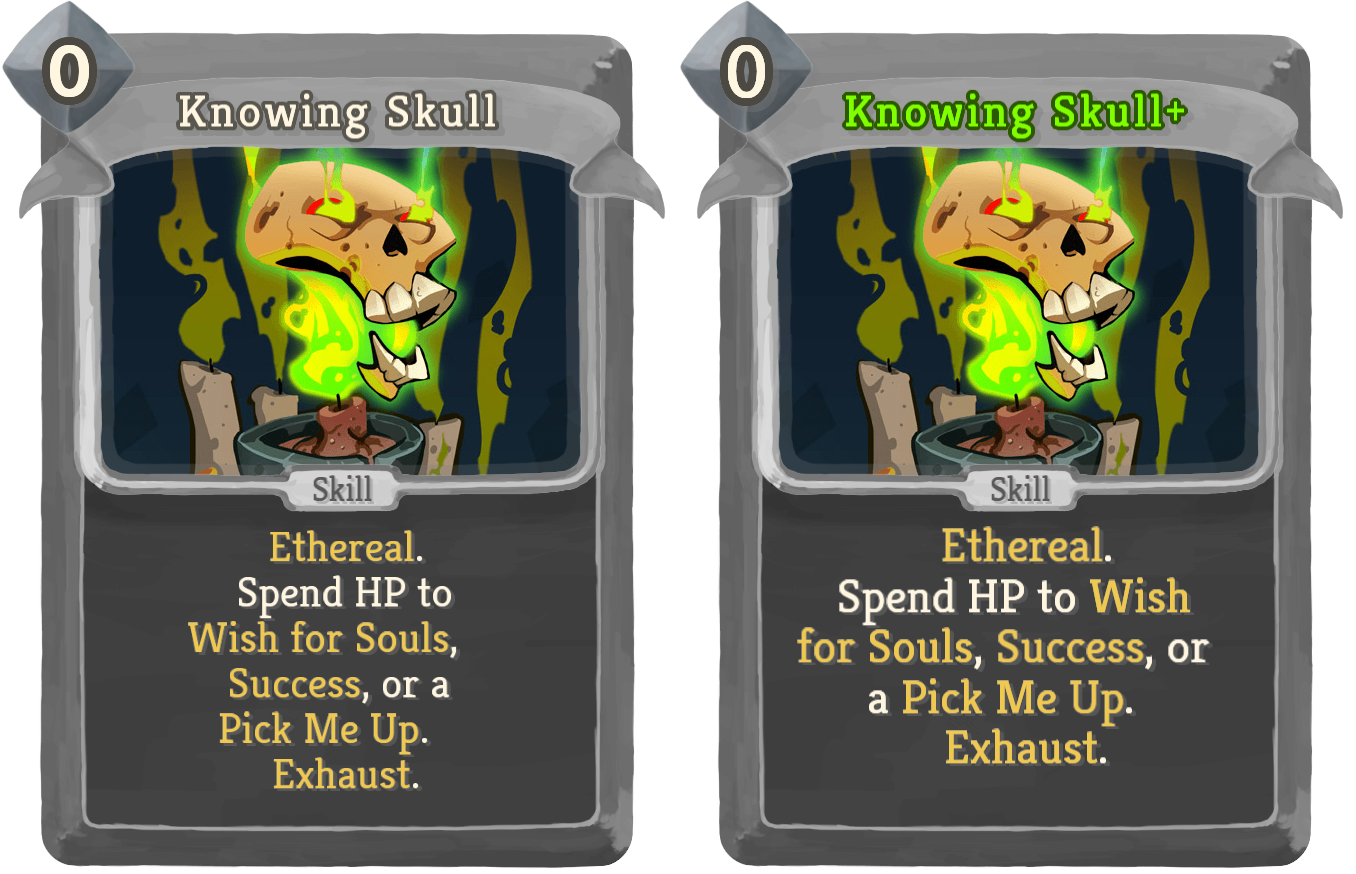 0
Knowing Skull
Skill
Ethereal.
Spend HP to
Wish for Souls,
Success, or a
Pick Me Up.
Exhaust.
0
Knowing Skull+
Skill
Ethereal.
Spend HP to Wish
for Souls, Success, or
a Pick Me Up.
Exhaust.